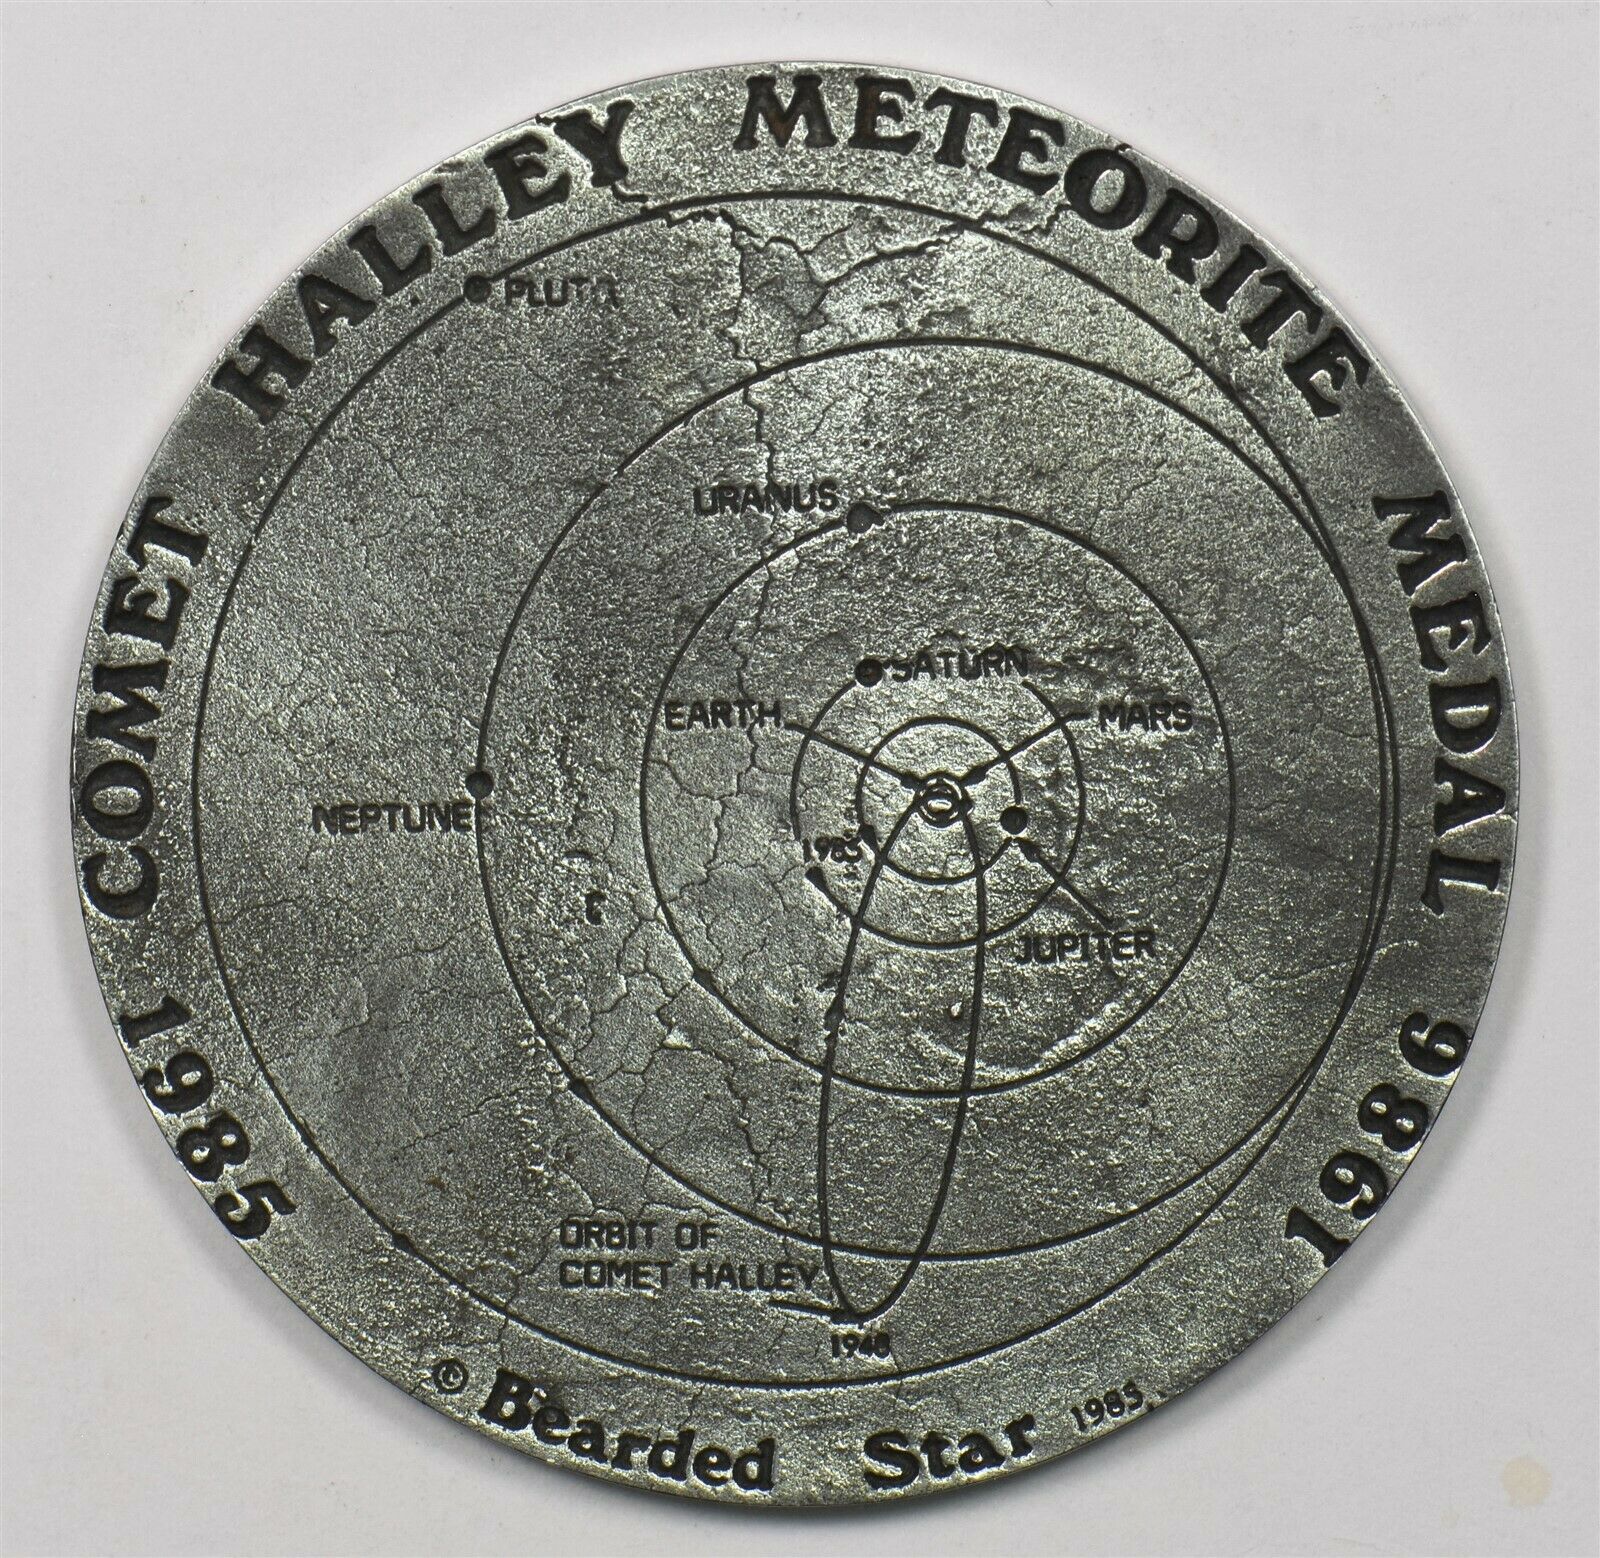 1985 COMET HALLEY METEORITE MEDAL 1986
PLUTO
URANUS
SATURN
EARTH
MARS
NEPTUNE
1985
JUPITER
ORBIT OF
COMET HALLEY
1948
© Bearded Star 1985